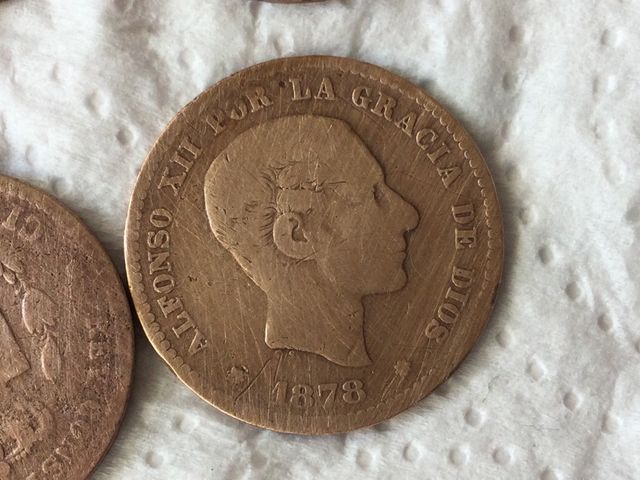 ALFONSO XII POR LA GRACIA DE DIOS
1878